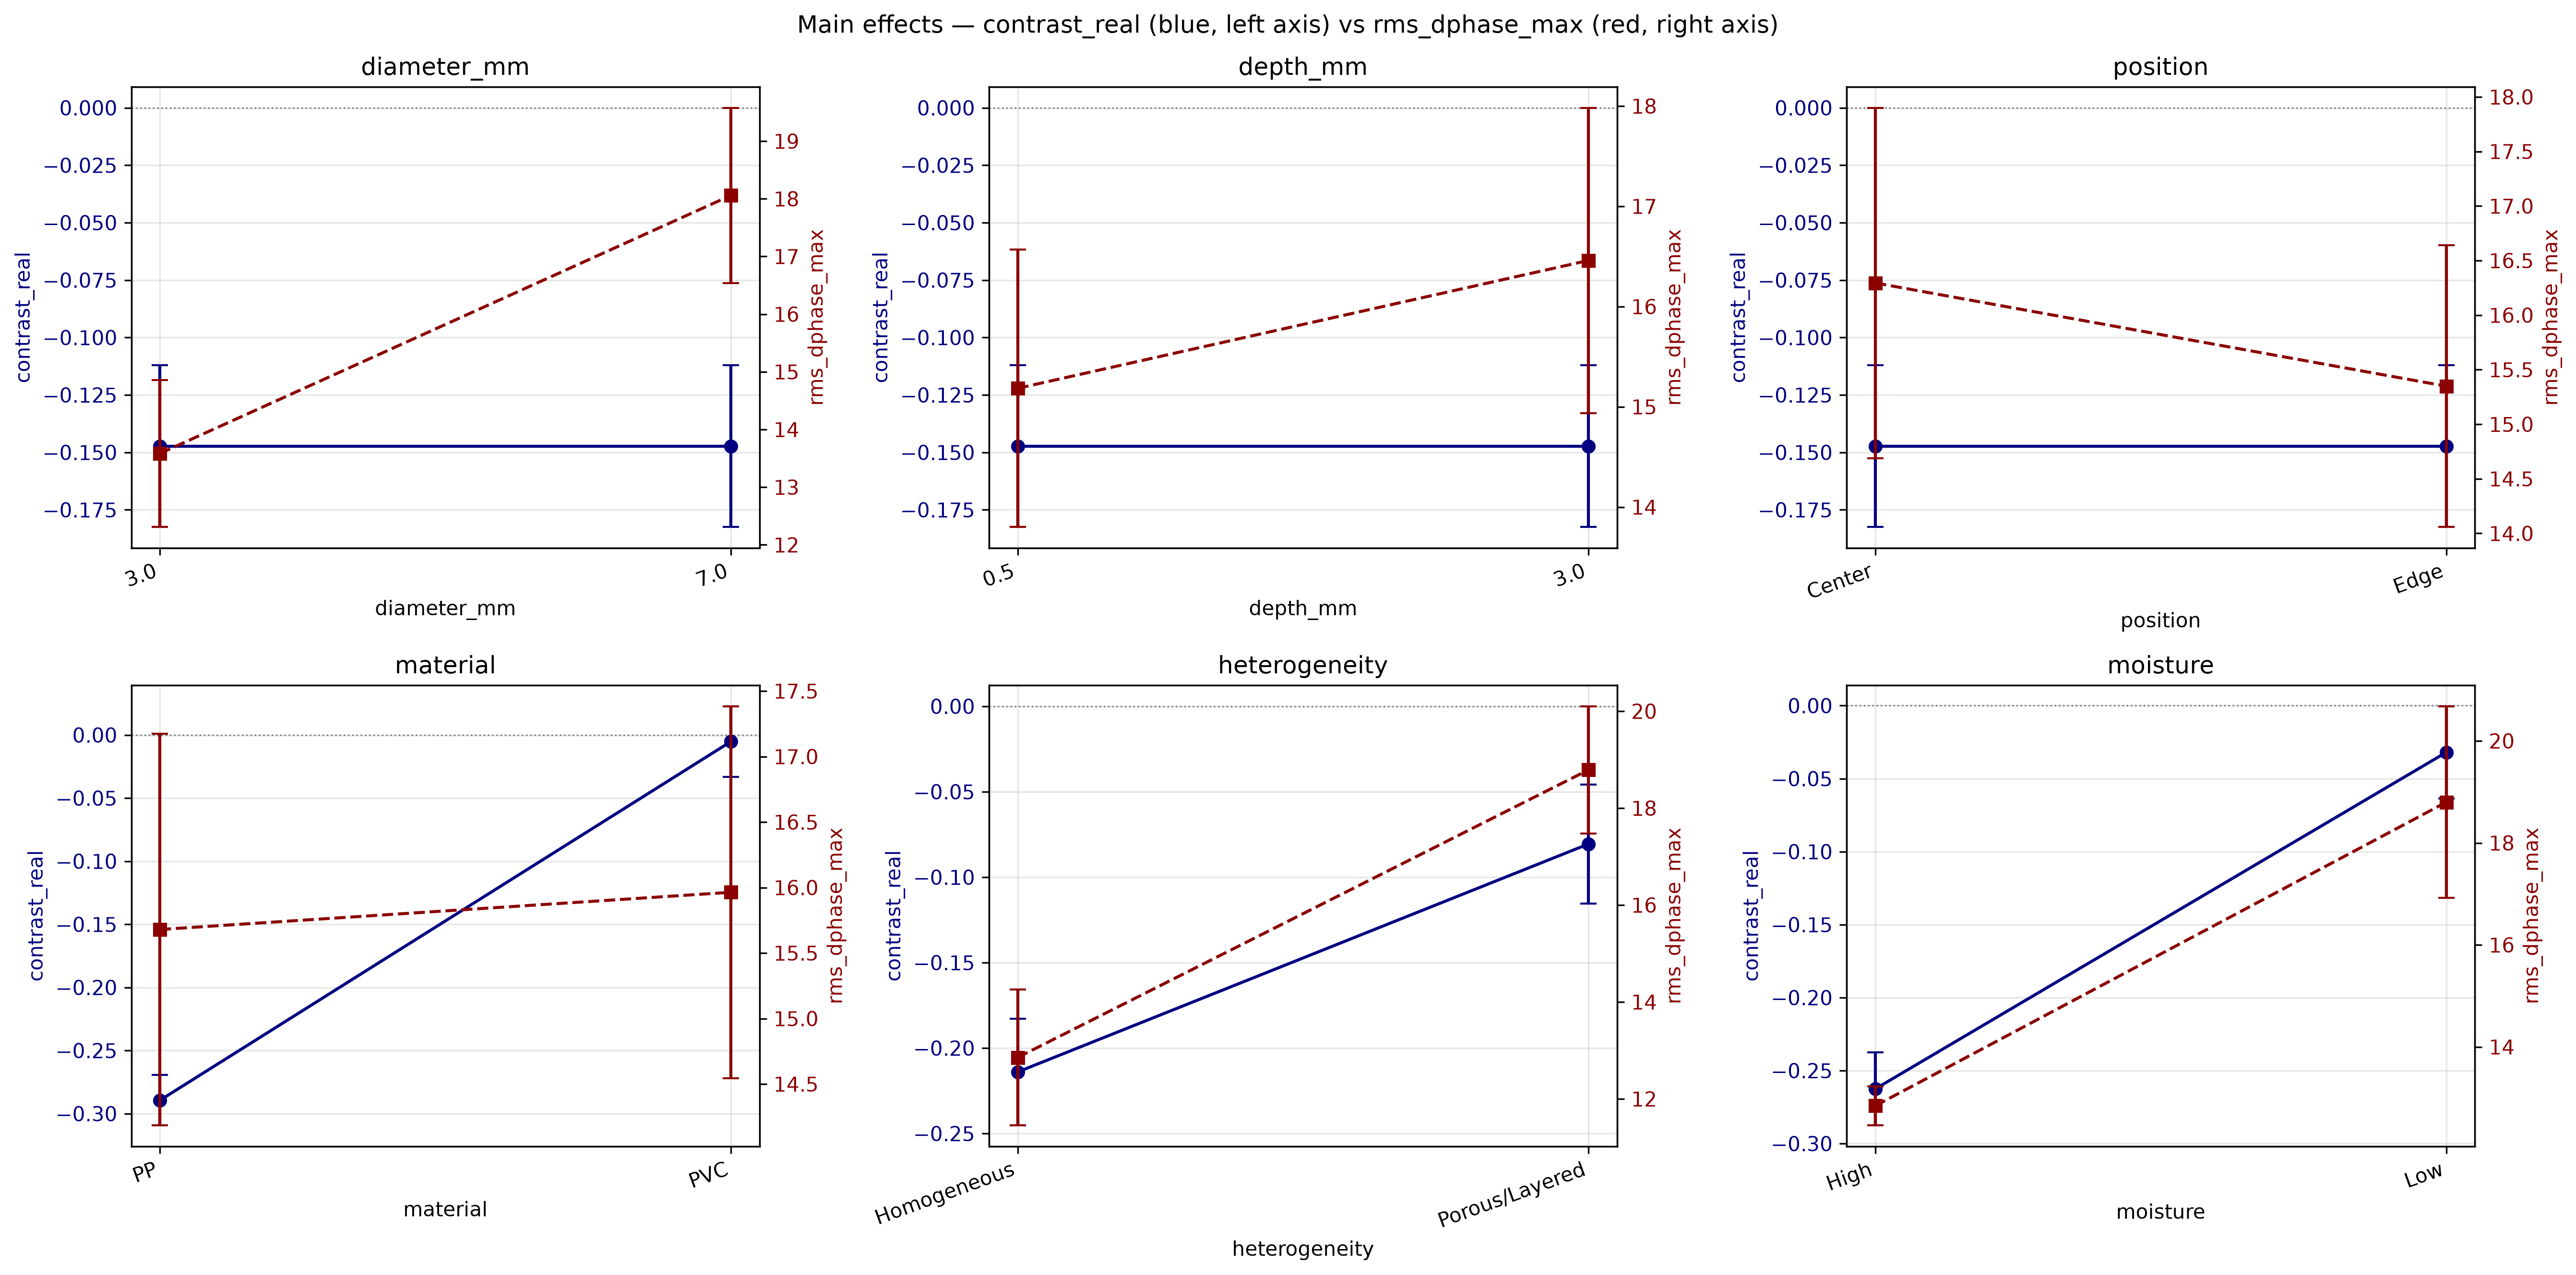 Main effects — contrast_real (blue, left axis) vs rms_dphase_max (red, right axis)
diameter_mm
0.000
−0.025
−0.050
−0.075
−0.100
−0.125
−0.150
−0.175
contrast_real
19
18
17
16
15
14
13
12
rms_dphase_max
3.0
7.0
diameter_mm
depth_mm
0.000
−0.025
−0.050
−0.075
−0.100
−0.125
−0.150
−0.175
contrast_real
18
17
16
15
14
rms_dphase_max
0.5
3.0
depth_mm
position
0.000
−0.025
−0.050
−0.075
−0.100
−0.125
−0.150
−0.175
contrast_real
18.0
17.5
17.0
16.5
16.0
15.5
15.0
14.5
14.0
rms_dphase_max
Center
Edge
position
material
0.00
−0.05
−0.10
−0.15
−0.20
−0.25
−0.30
contrast_real
17.5
17.0
16.5
16.0
15.5
15.0
14.5
rms_dphase_max
PP
PVC
material
heterogeneity
0.00
−0.05
−0.10
−0.15
−0.20
−0.25
contrast_real
20
18
16
14
12
rms_dphase_max
Homogeneous
Porous/Layered
heterogeneity
moisture
0.00
−0.05
−0.10
−0.15
−0.20
−0.25
−0.30
contrast_real
20
18
16
14
rms_dphase_max
High
Low
moisture